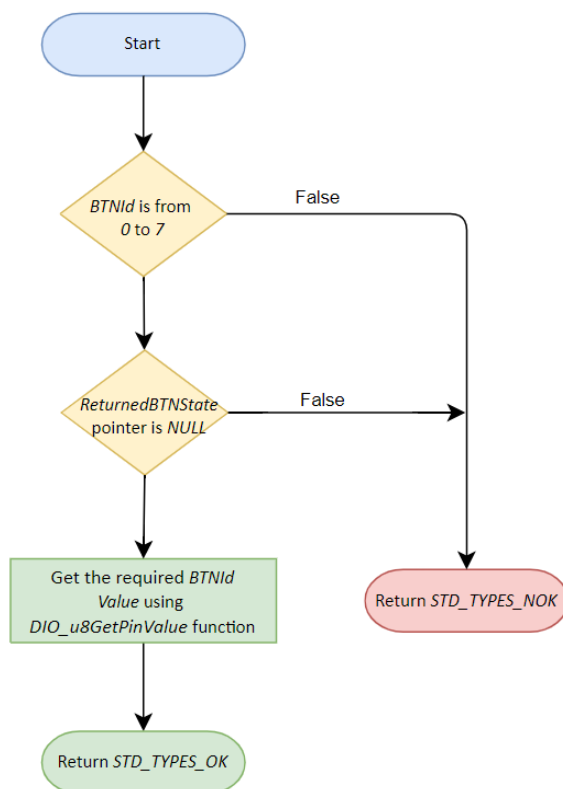 Start
BTNId is from
0 to 7
False
ReturnedBTNState
pointer is NULL
False
Get the required BTNId
Value using
DIO_u8GetPinValue function
Return STD_TYPES_NOK
Return STD_TYPES_OK